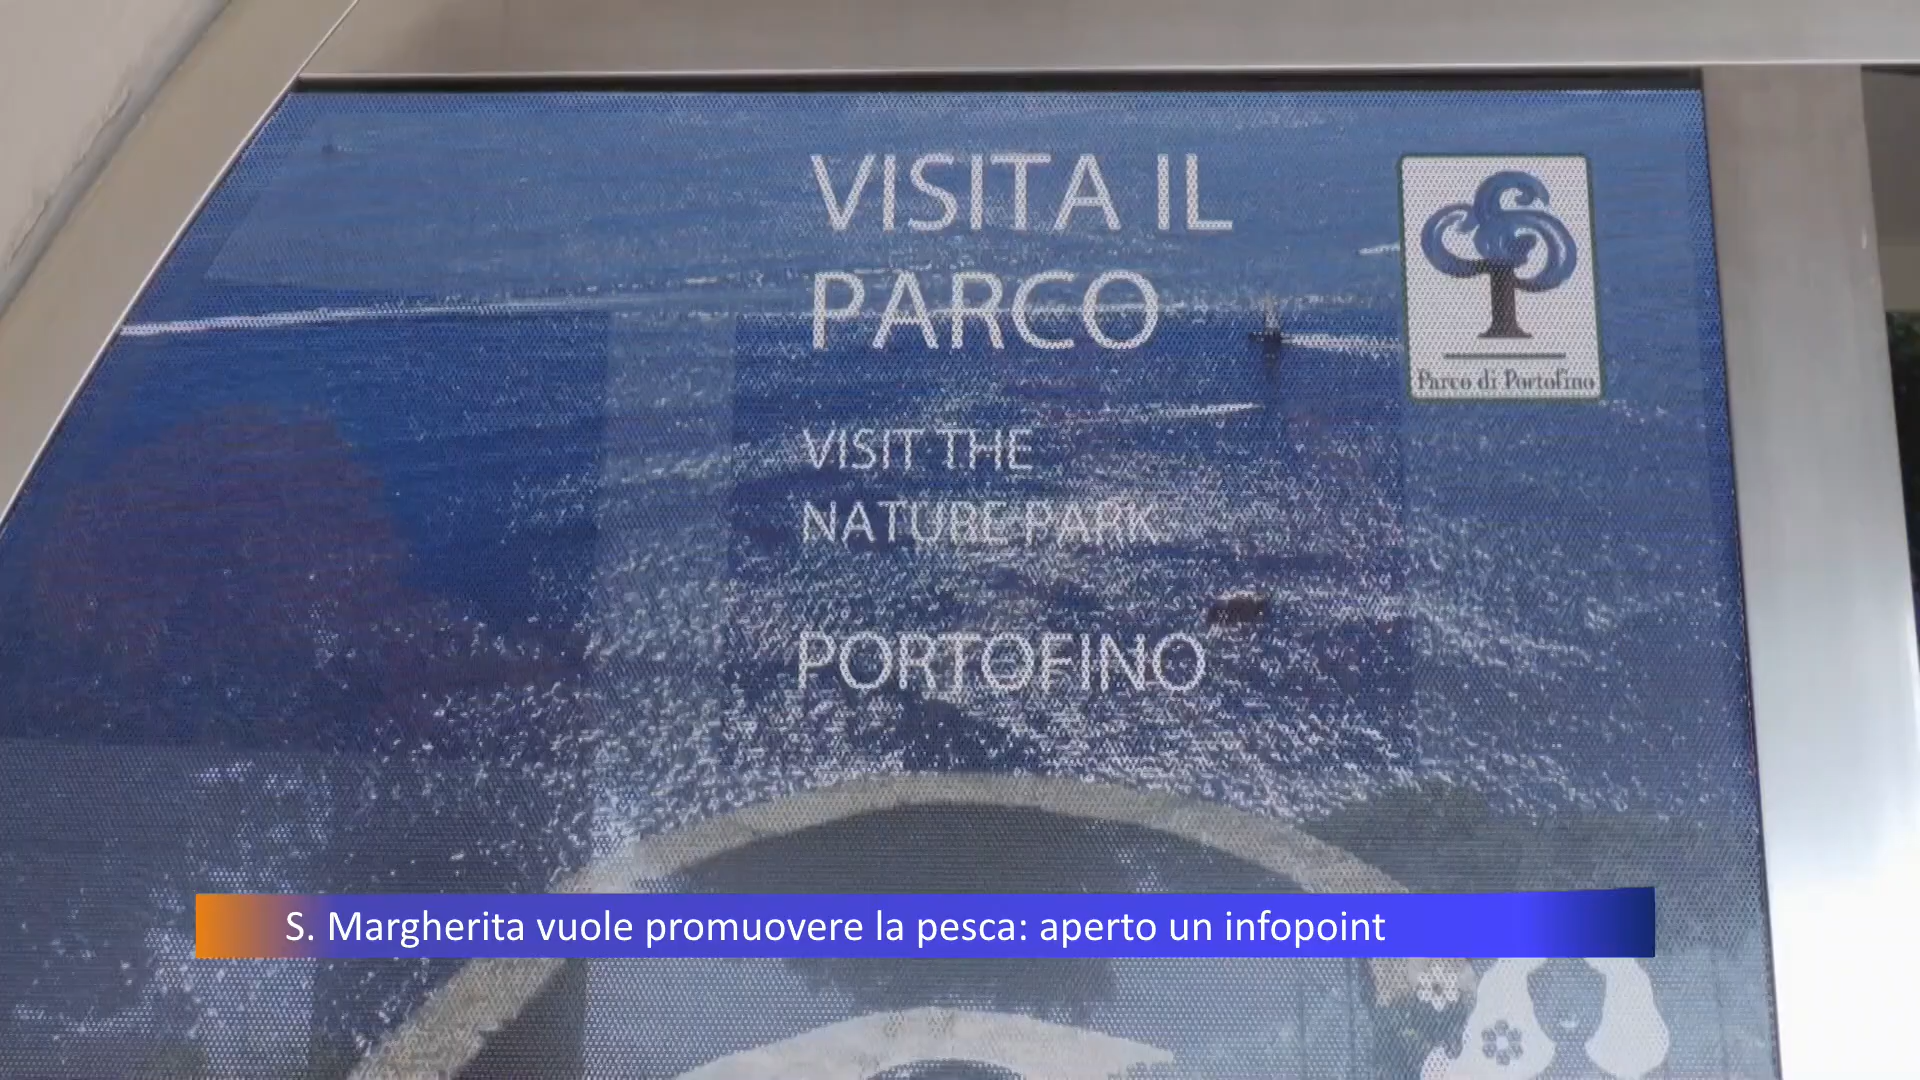 VISITA IL
PARCO
Parco di Portofino
VISIT THE
NATURE PARK
PORTOFINO
S. Margherita vuole promuovere la pesca: aperto un infopoint